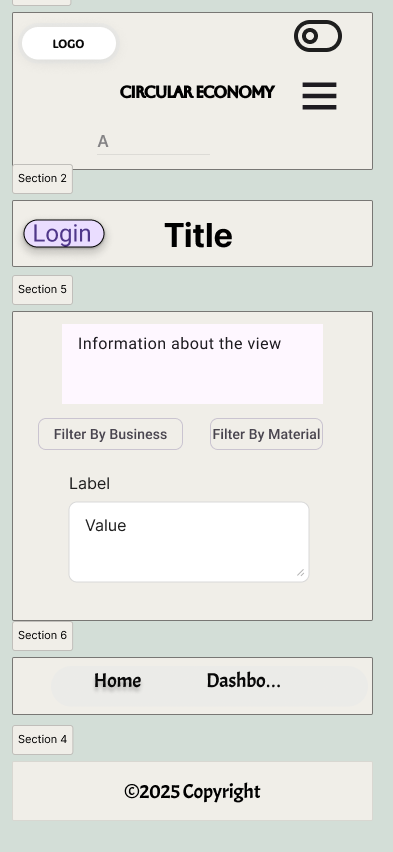 LOGO
CIRCULAR ECONOMY
A
Section 2
Login
Title
Section 5
Information about the view
Filter By Business
Filter By Material
Label
Value
Section 6
Home
Dashbo...
Section 4
©2025 Copyright